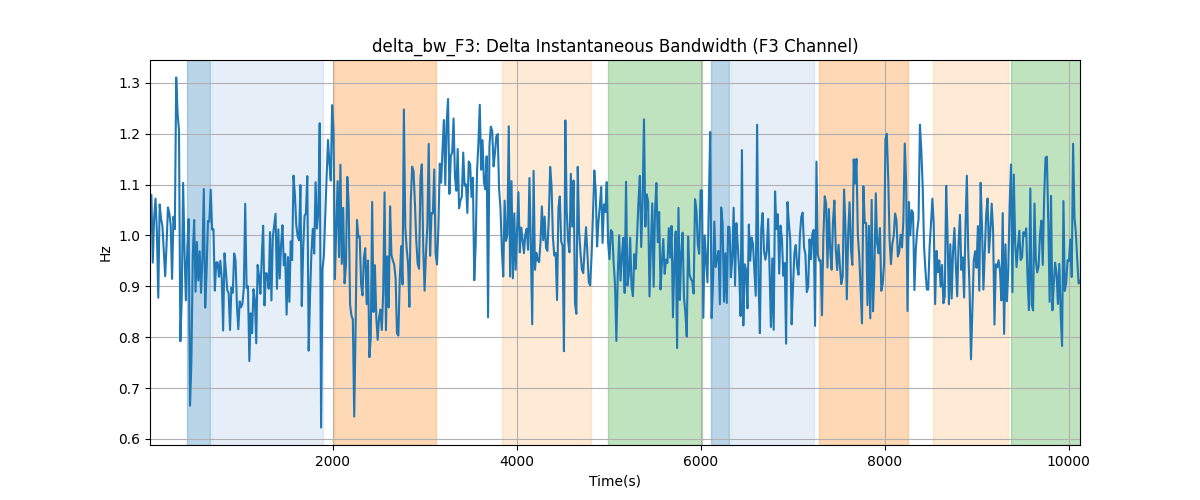 delta_bw_F3: Delta Instantaneous Bandwidth (F3 Channel)
1.3
1.2
1.1
1.0
0.9
0.8
0.7
0.6
Hz
2000 4000 6000 8000 10000
Time(s)